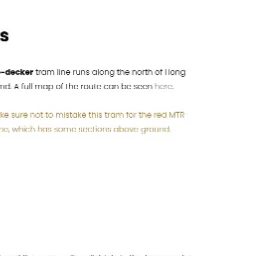 s
-decker tram line runs along the north of Hong
nd. A full map of the route can be seen here.
ke sure not to mistake this tram for the red MTR
ne, which has some sections above ground.